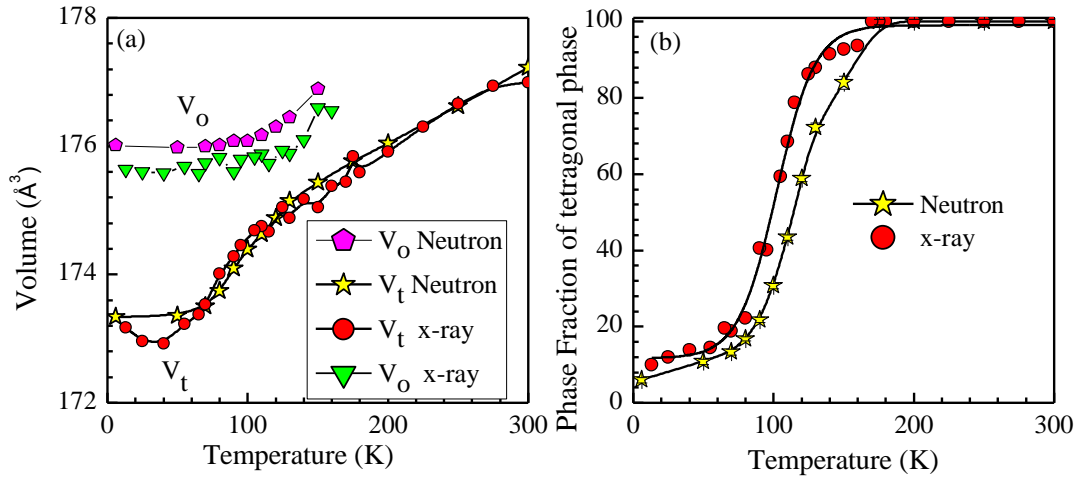 (a)
178
176
174
172
Volume (Å³)
0
100
200
300
Temperature (K)
V_o
V_t
V_o Neutron
V_t Neutron
V_t x-ray
V_o x-ray
(b)
100
80
60
40
20
0
Phase Fraction of tetragonal phase
0
100
200
300
Temperature (K)
Neutron
x-ray